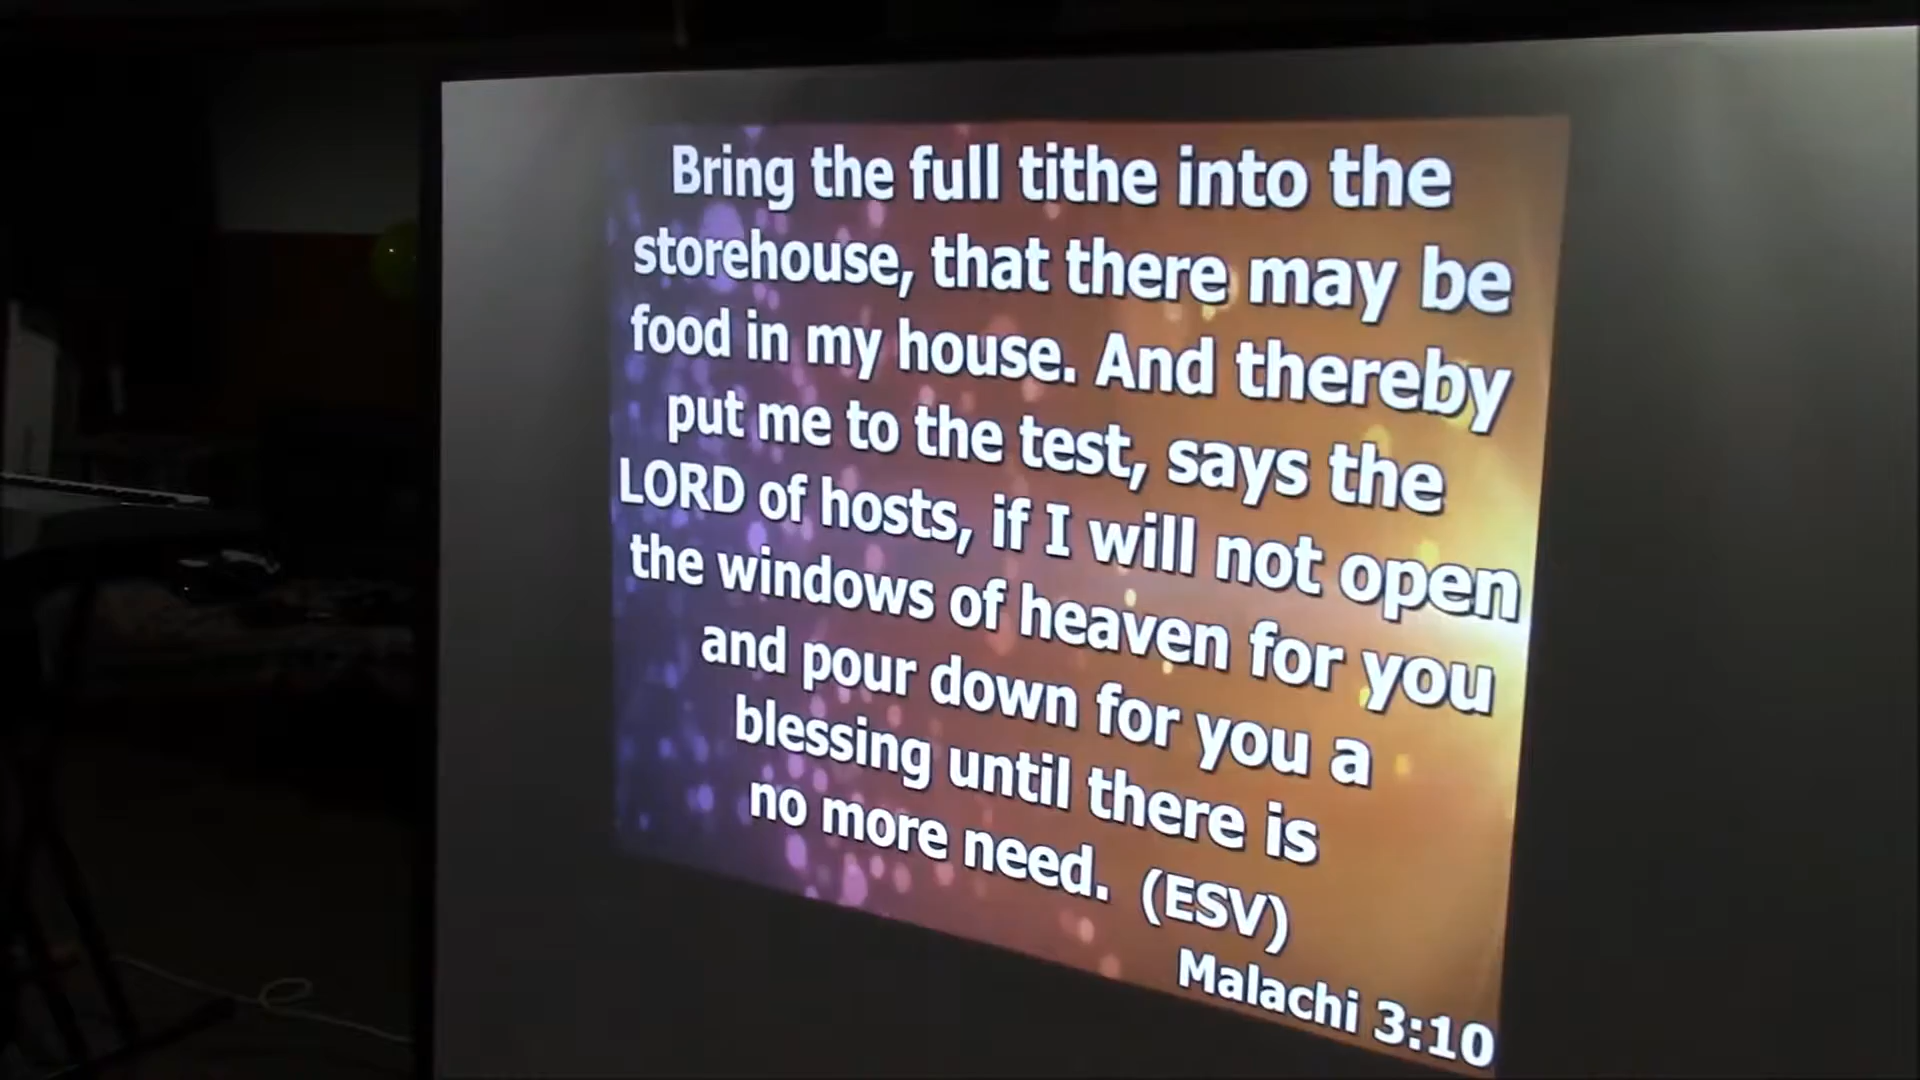 Bring the full tithe into the
storehouse, that there may be
food in my house. And thereby
put me to the test, says the
LORD of hosts, if I will not open
the windows of heaven for you
and pour down for you a
blessing until there is
no more need. (ESV)
Malachi 3:10